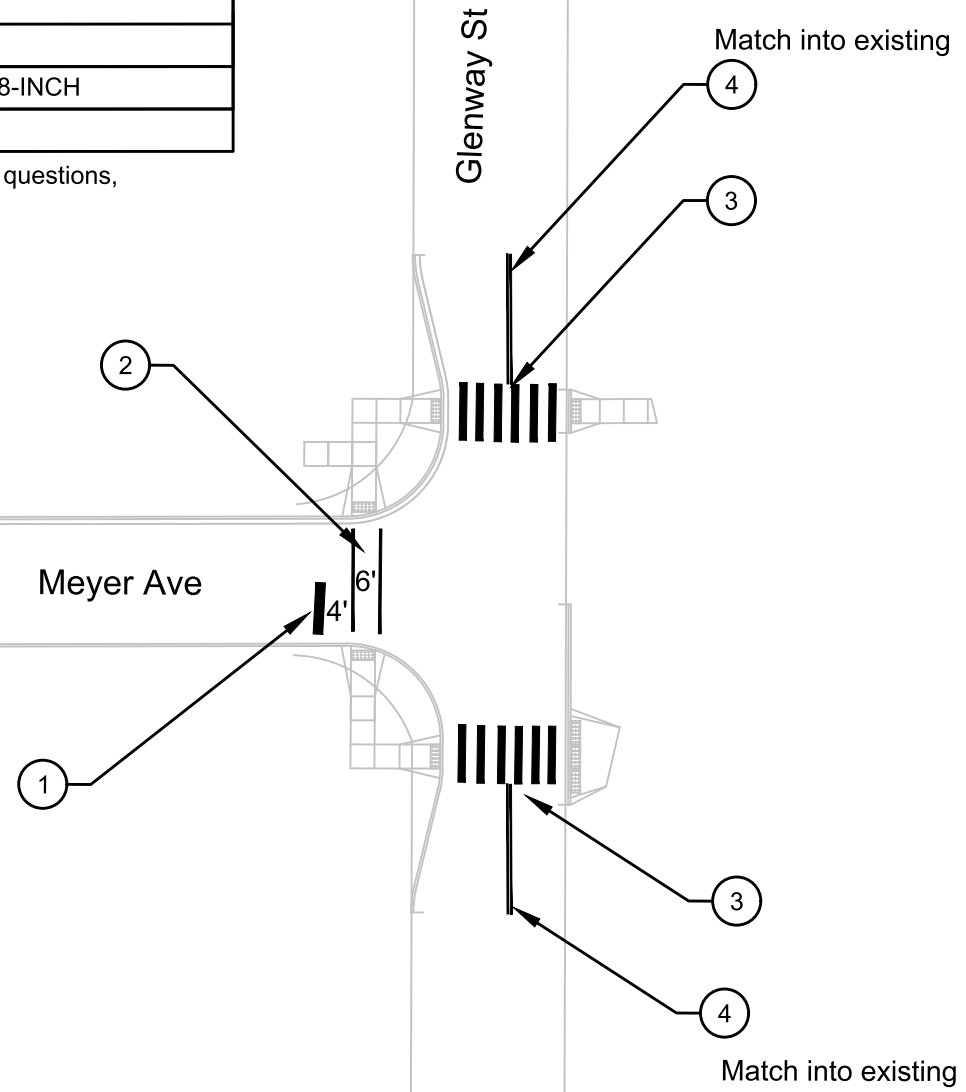 8-INCH
questions,
Glenway St
Match into existing
4
3
2
Meyer Ave
6'
4'
1
3
4
Match into existing